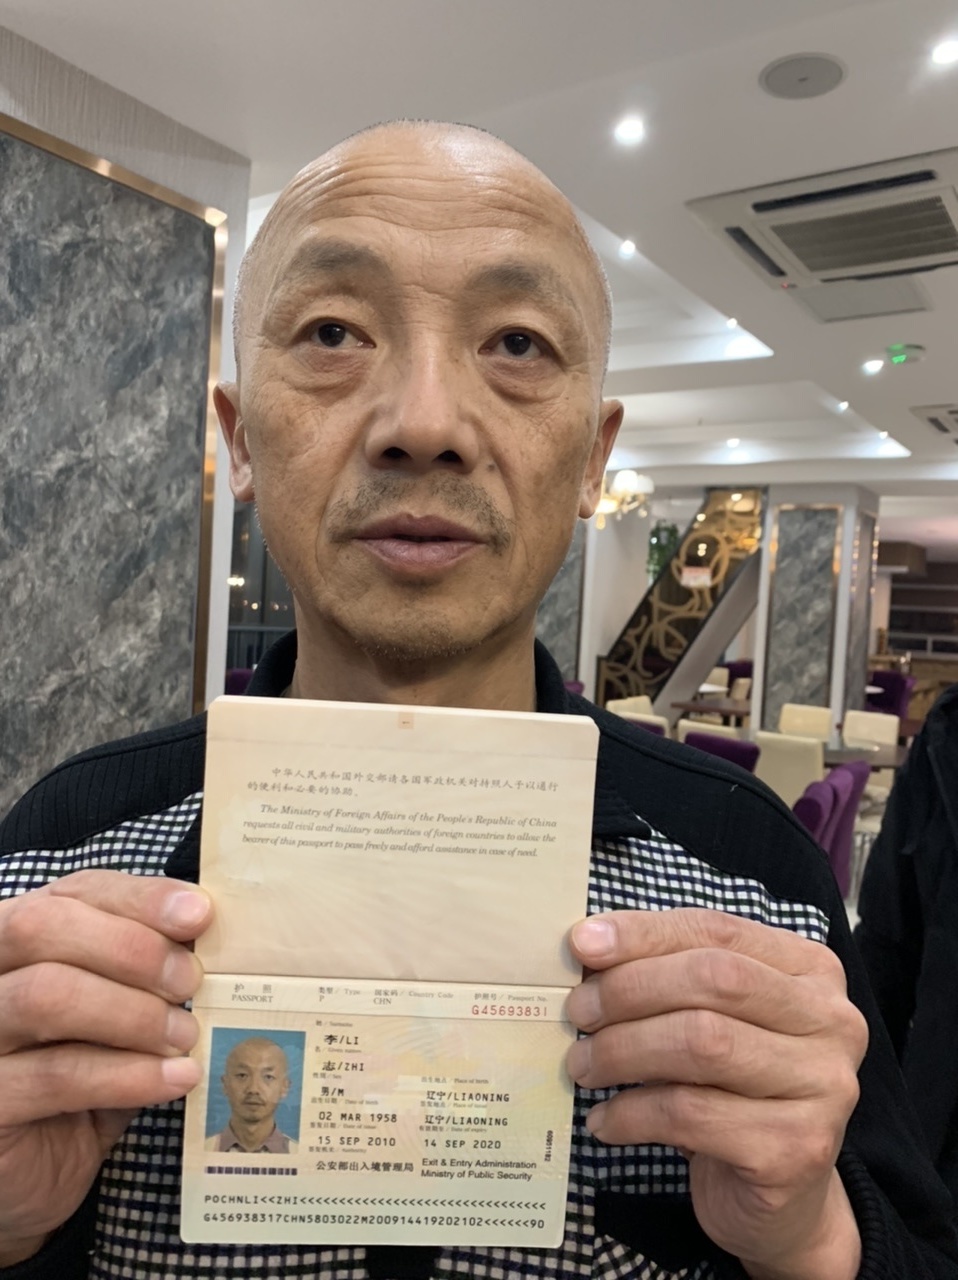 中华人民共和国外交部请各国军政机关对持照人予以通行
的便利和必要的协助。
The Ministry of Foreign Affairs of the People's Republic of China
requests all civil and military authorities of foreign countries to allow the
bearer of this passport to pass freely and afford assistance in case of need.
护 照
PASSPORT
类型 / Type
P
国家码 / Country Code
CHN
护照号 / Passport No.
G45693831
姓 / Surname
李/LI
名 / Given names
志/ZHI
性别 / Sex
男/M
出生地点 / Place of birth
辽宁/LIAONING
出生日期 / Date of birth
02 MAR 1958
签发地点 / Place of issue
辽宁/LIAONING
签发日期 / Date of issue
15 SEP 2010
有效期至 / Date of expiry
14 SEP 2020
签发机关 / Authority
公安部出入境管理局
Exit & Entry Administration
Ministry of Public Security
POCHNLI<<ZHI<<<<<<<<<<<<<<<<<<<<<<<<<<<<<<<<
G456938317CHN5803022M200914419202102<<<<<<90